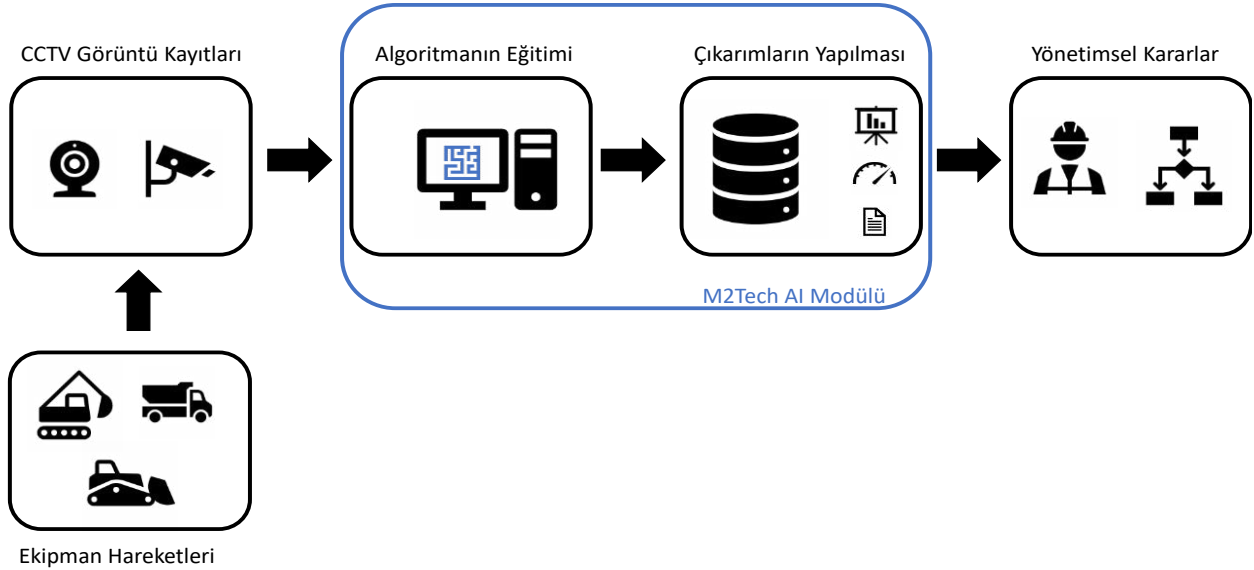 CCTV Görüntü Kayıtları
Algoritmanın Eğitimi
Çıkarımların Yapılması
Yönetimsel Kararlar
M2Tech AI Modülü
Ekipman Hareketleri